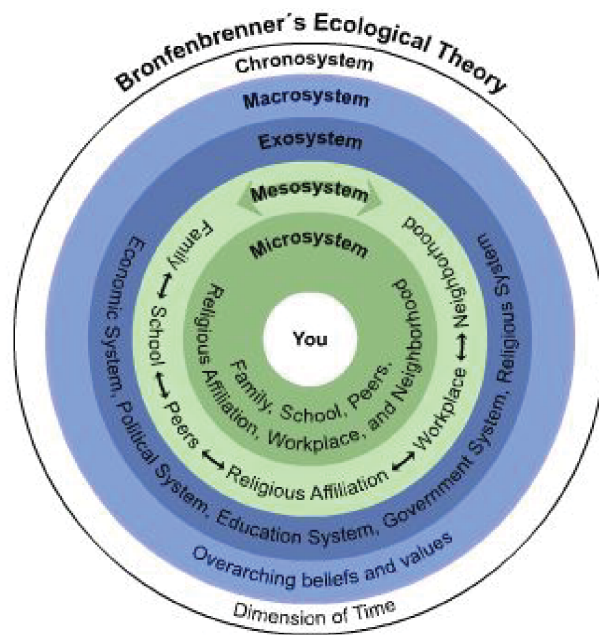 Bronfenbrenner´s Ecological Theory
Chronosystem
Macrosystem
Exosystem
Mesosystem
Microsystem
You
Family, School, Peers,
Religious Affiliation, Workplace, and Neighborhood
Family ↔ School ↔ Peers ↔ Religious Affiliation ↔ Workplace ↔ Neighborhood
Economic System, Political System, Education System, Government System, Religious System
Overarching beliefs and values
Dimension of Time